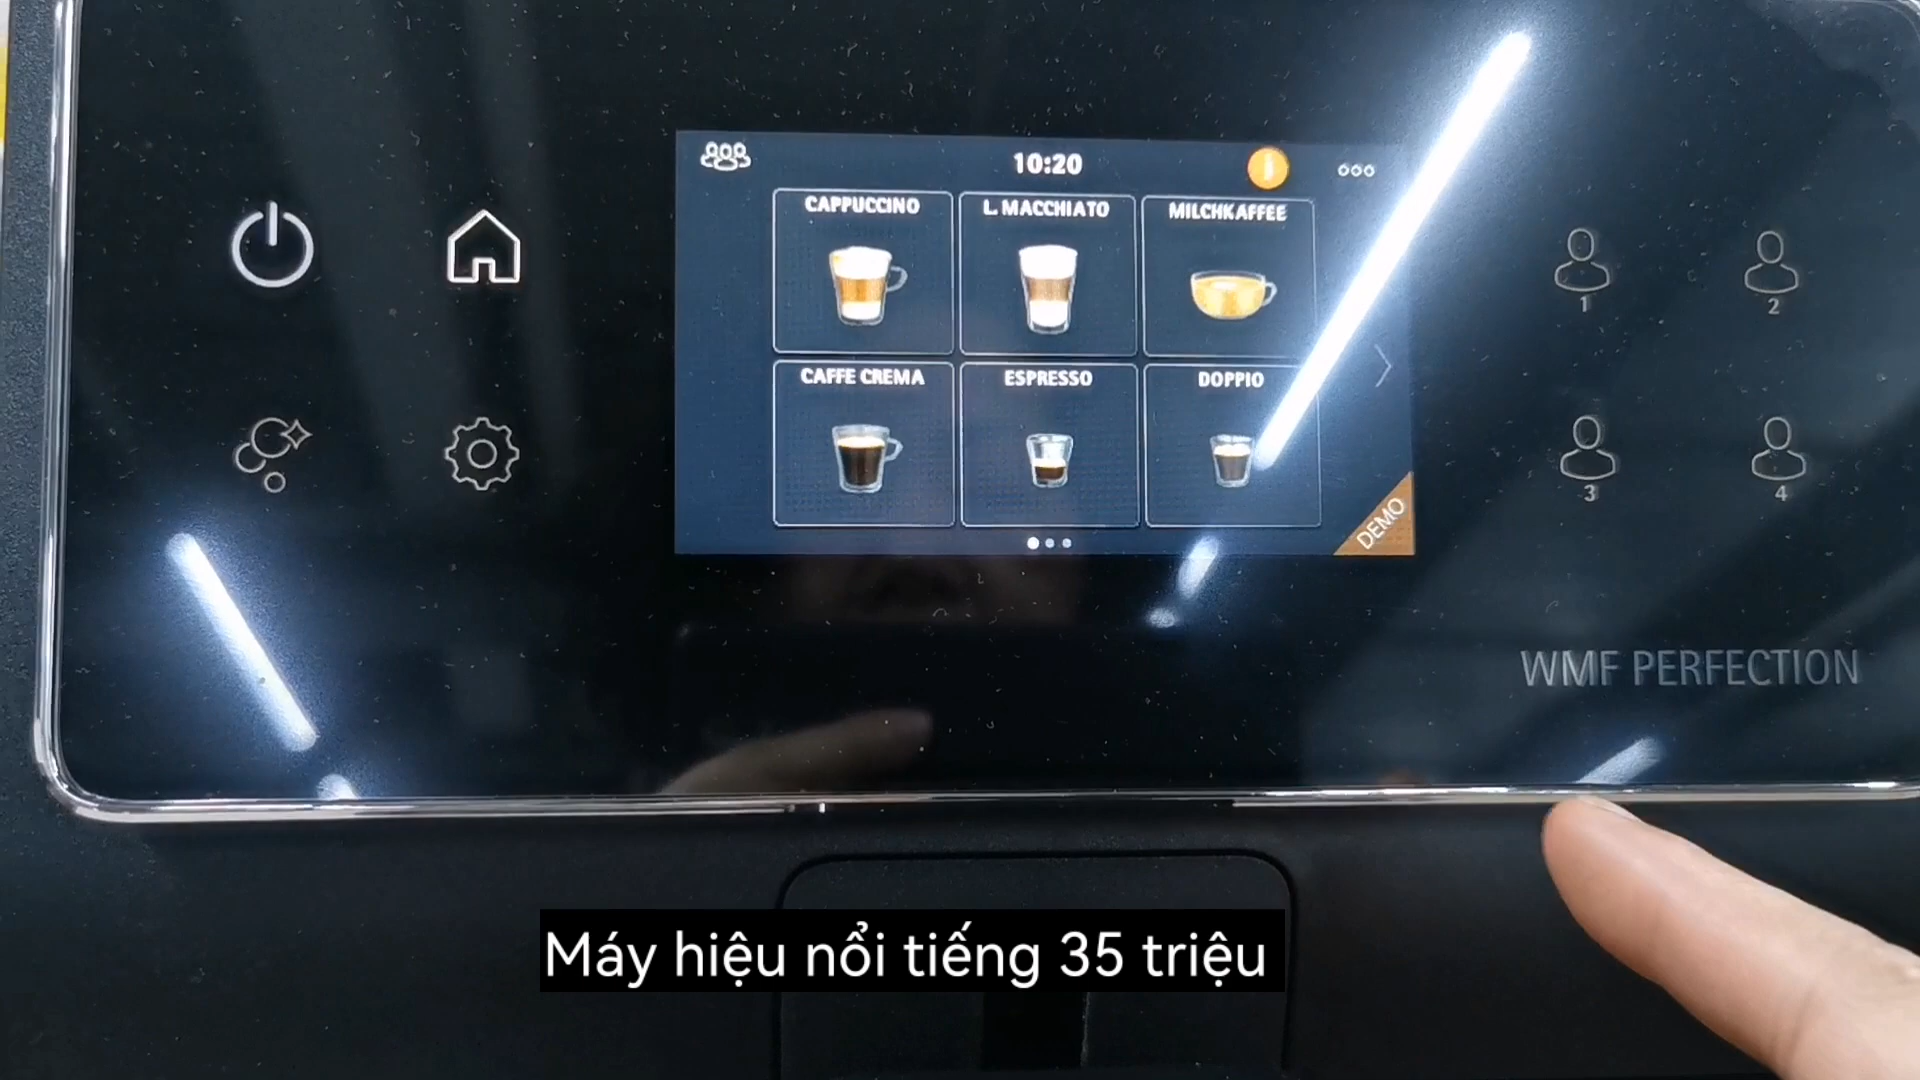 10:20
CAPPUCCINO
L. MACCHIATO
MILCHKAFFEE
CAFFE CREMA
ESPRESSO
DOPPIO
DEMO
1
2
3
4
WMF PERFECTION
Máy hiệu nổi tiếng 35 triệu